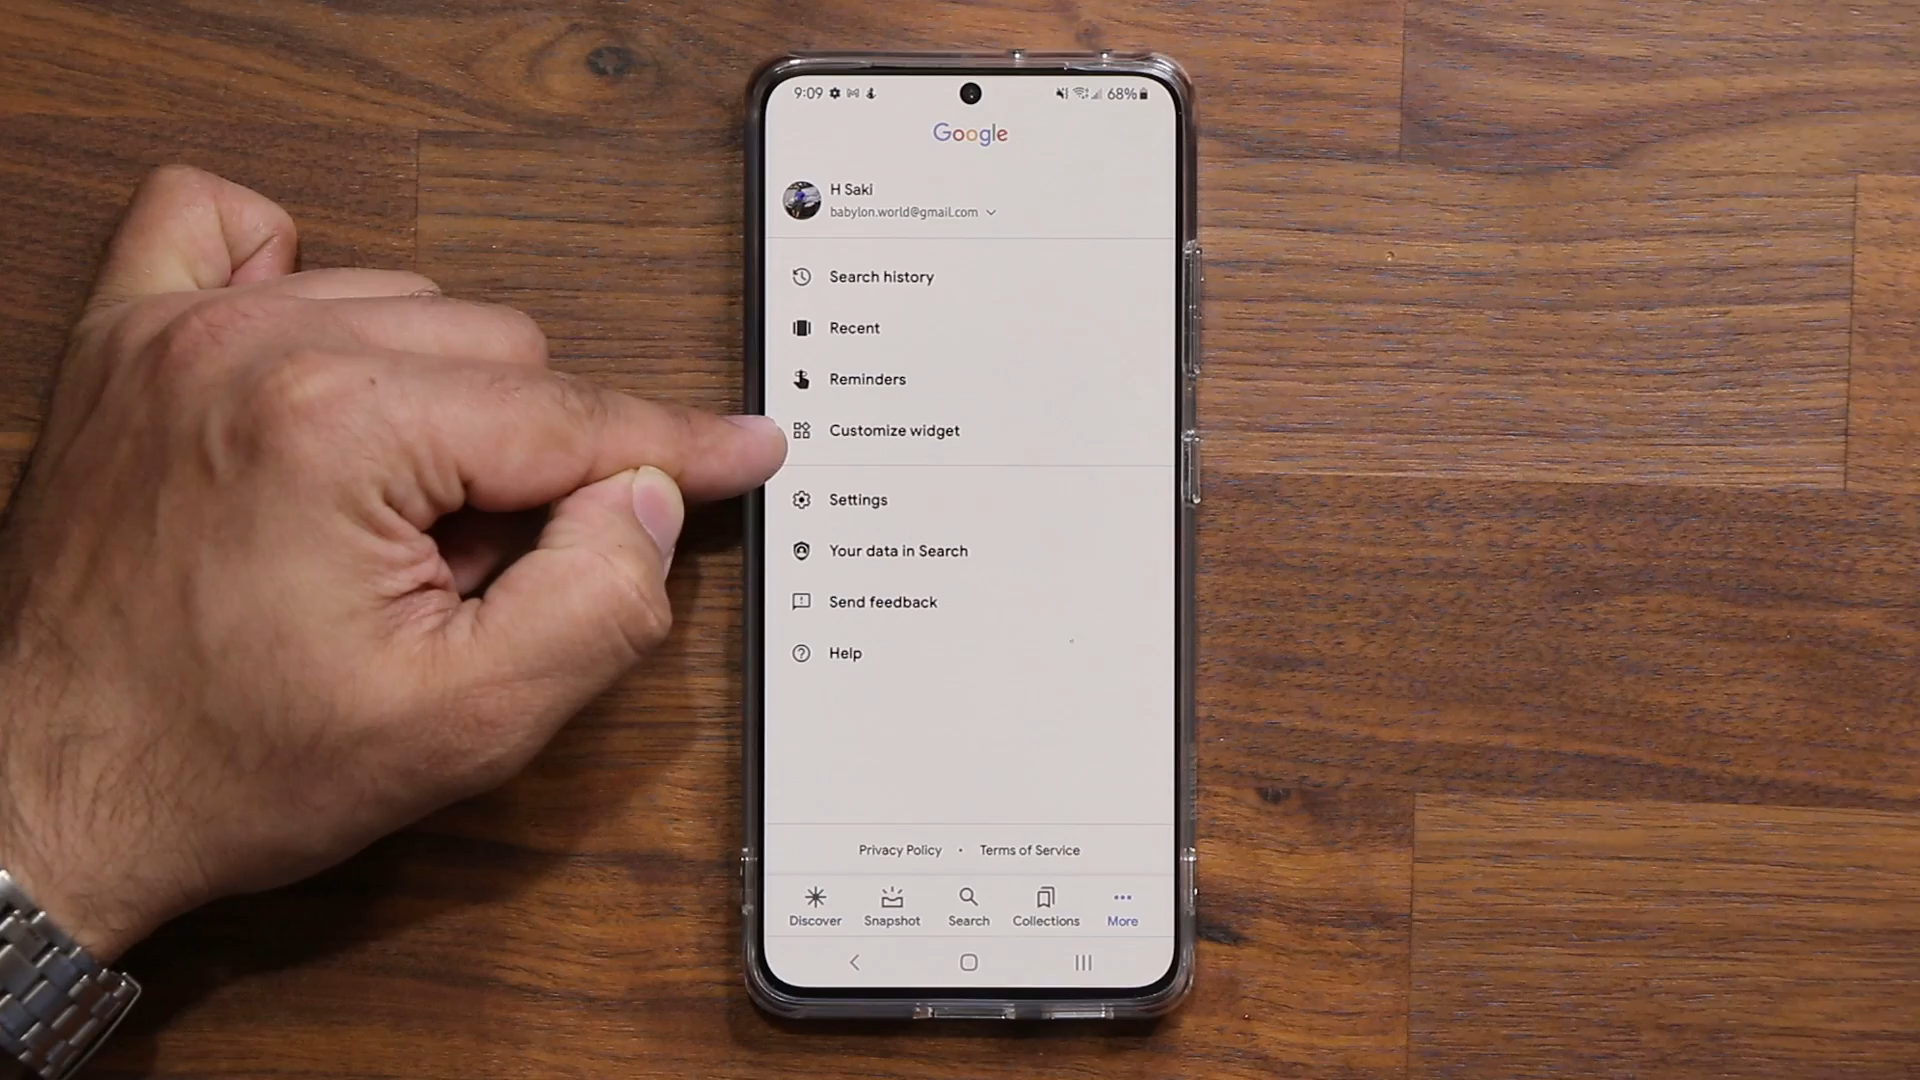 9:09
68%
Google
H Saki
babylon.world@gmail.com
Search history
Recent
Reminders
Customize widget
Settings
Your data in Search
Send feedback
Help
Privacy Policy • Terms of Service
Discover Snapshot Search Collections More